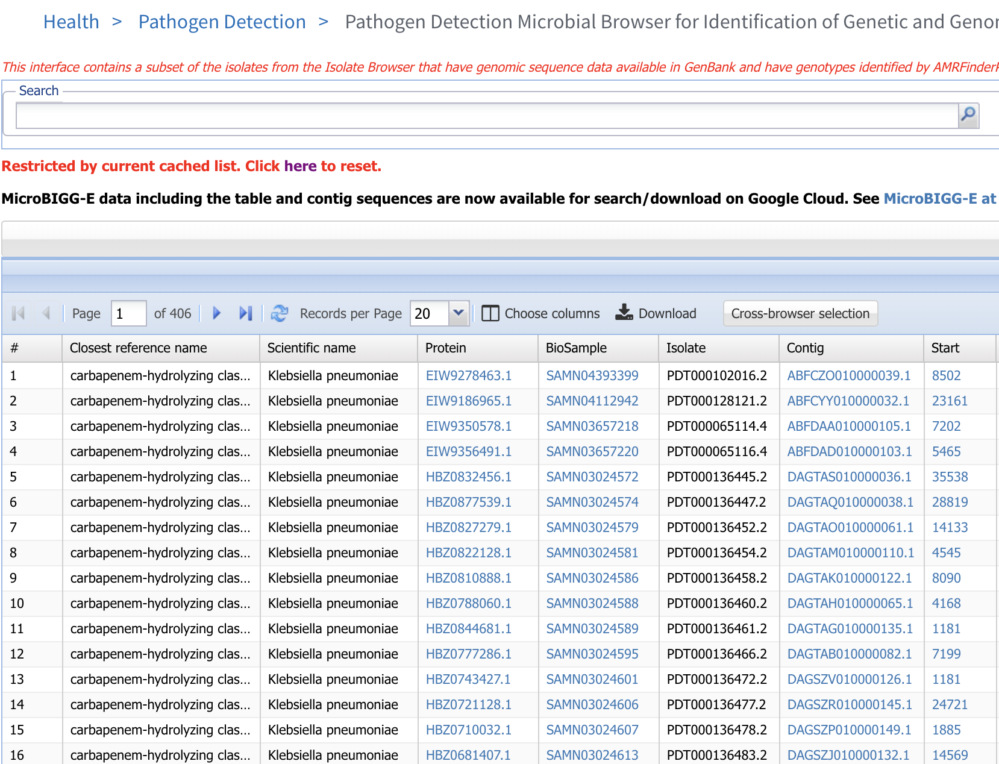 Health > Pathogen Detection > Pathogen Detection Microbial Browser for Identification of Genetic and
This interface contains a subset of the isolates from the Isolate Browser that have genomic sequence data available in GenBank and have genotypes identified by
Search
Restricted by current cached list. Click here to reset.
MicroBIGG-E data including the table and contig sequences are now available for search/download on Google Cloud. See MicroBIGG-E at
Page 1 of 406 Records per Page 20 Choose columns Download Cross-browser selection
# Closest reference name Scientific name Protein BioSample Isolate Contig Start
1 carbapenem-hydrolyzing clas... Klebsiella pneumoniae EIW9278463.1 SAMN04393399 PDT000102016.2 ABFCZO010000039.1 8502
2 carbapenem-hydrolyzing clas... Klebsiella pneumoniae EIW9186965.1 SAMN04112942 PDT000128121.2 ABFCYY010000032.1 23161
3 carbapenem-hydrolyzing clas... Klebsiella pneumoniae EIW9350578.1 SAMN03657218 PDT000065114.4 ABFDAA010000105.1 7202
4 carbapenem-hydrolyzing clas... Klebsiella pneumoniae EIW9356491.1 SAMN03657220 PDT000065116.4 ABFDAD010000103.1 5465
5 carbapenem-hydrolyzing clas... Klebsiella pneumoniae HBZ0832456.1 SAMN03024572 PDT000136445.2 DAGTAS010000036.1 35538
6 carbapenem-hydrolyzing clas... Klebsiella pneumoniae HBZ0877539.1 SAMN03024574 PDT000136447.2 DAGTAQ010000038.1 28819
7 carbapenem-hydrolyzing clas... Klebsiella pneumoniae HBZ0827279.1 SAMN03024579 PDT000136452.2 DAGTAO010000061.1 14133
8 carbapenem-hydrolyzing clas... Klebsiella pneumoniae HBZ0822128.1 SAMN03024581 PDT000136454.2 DAGTAM010000110.1 4545
9 carbapenem-hydrolyzing clas... Klebsiella pneumoniae HBZ0810888.1 SAMN03024586 PDT000136458.2 DAGTAK010000122.1 8090
10 carbapenem-hydrolyzing clas... Klebsiella pneumoniae HBZ0788060.1 SAMN03024588 PDT000136460.2 DAGTAH010000065.1 4168
11 carbapenem-hydrolyzing clas... Klebsiella pneumoniae HBZ0844681.1 SAMN03024589 PDT000136461.2 DAGTAG010000135.1 1181
12 carbapenem-hydrolyzing clas... Klebsiella pneumoniae HBZ0777286.1 SAMN03024595 PDT000136466.2 DAGTAB010000082.1 7199
13 carbapenem-hydrolyzing clas... Klebsiella pneumoniae HBZ0743427.1 SAMN03024601 PDT000136472.2 DAGSZV010000126.1 1181
14 carbapenem-hydrolyzing clas... Klebsiella pneumoniae HBZ0721128.1 SAMN03024606 PDT000136477.2 DAGSZR010000145.1 24721
15 carbapenem-hydrolyzing clas... Klebsiella pneumoniae HBZ0710032.1 SAMN03024607 PDT000136478.2 DAGSZP010000149.1 1885
16 carbapenem-hydrolyzing clas... Klebsiella pneumoniae HBZ0681407.1 SAMN03024613 PDT000136483.2 DAGSZJ010000132.1 14569